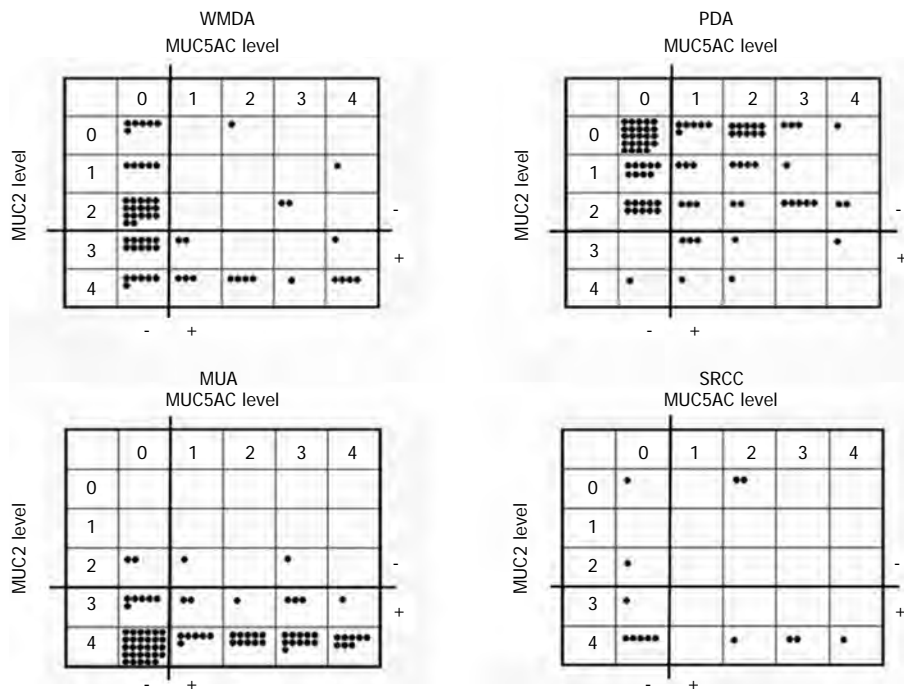 WMDA
MUC5AC level
0 1 2 3 4
0
1
MUC2 level
2
-
3
+
4
- +
PDA
MUC5AC level
0 1 2 3 4
0
1
MUC2 level
2
-
3
+
4
- +
MUA
MUC5AC level
0 1 2 3 4
0
1
MUC2 level
2
-
3
+
4
- +
SRCC
MUC5AC level
0 1 2 3 4
0
1
MUC2 level
2
-
3
+
4
- +